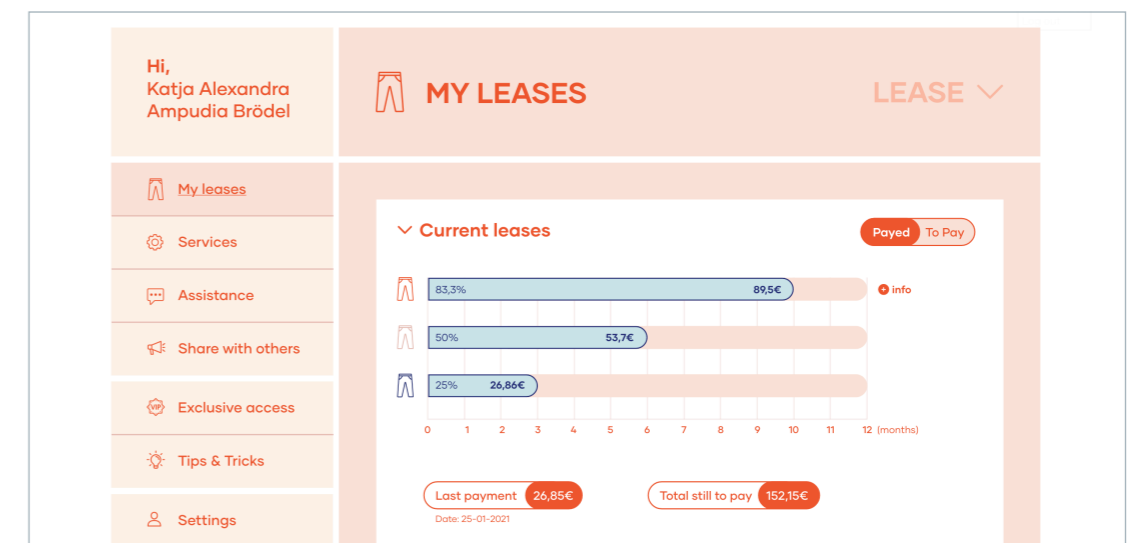 Hi,
Katja Alexandra
Ampudia Brödel
MY LEASES
LEASE
My leases
Services
Assistance
Share with others
VIP
Exclusive access
Tips & Tricks
Settings
Current leases
Payed
To Pay
83,3%
89,5€
info
50%
53,7€
25%
26,86€
0 1 2 3 4 5 6 7 8 9 10 11 12 (months)
Last payment
26,85€
Date: 25-01-2021
Total still to pay
152,15€